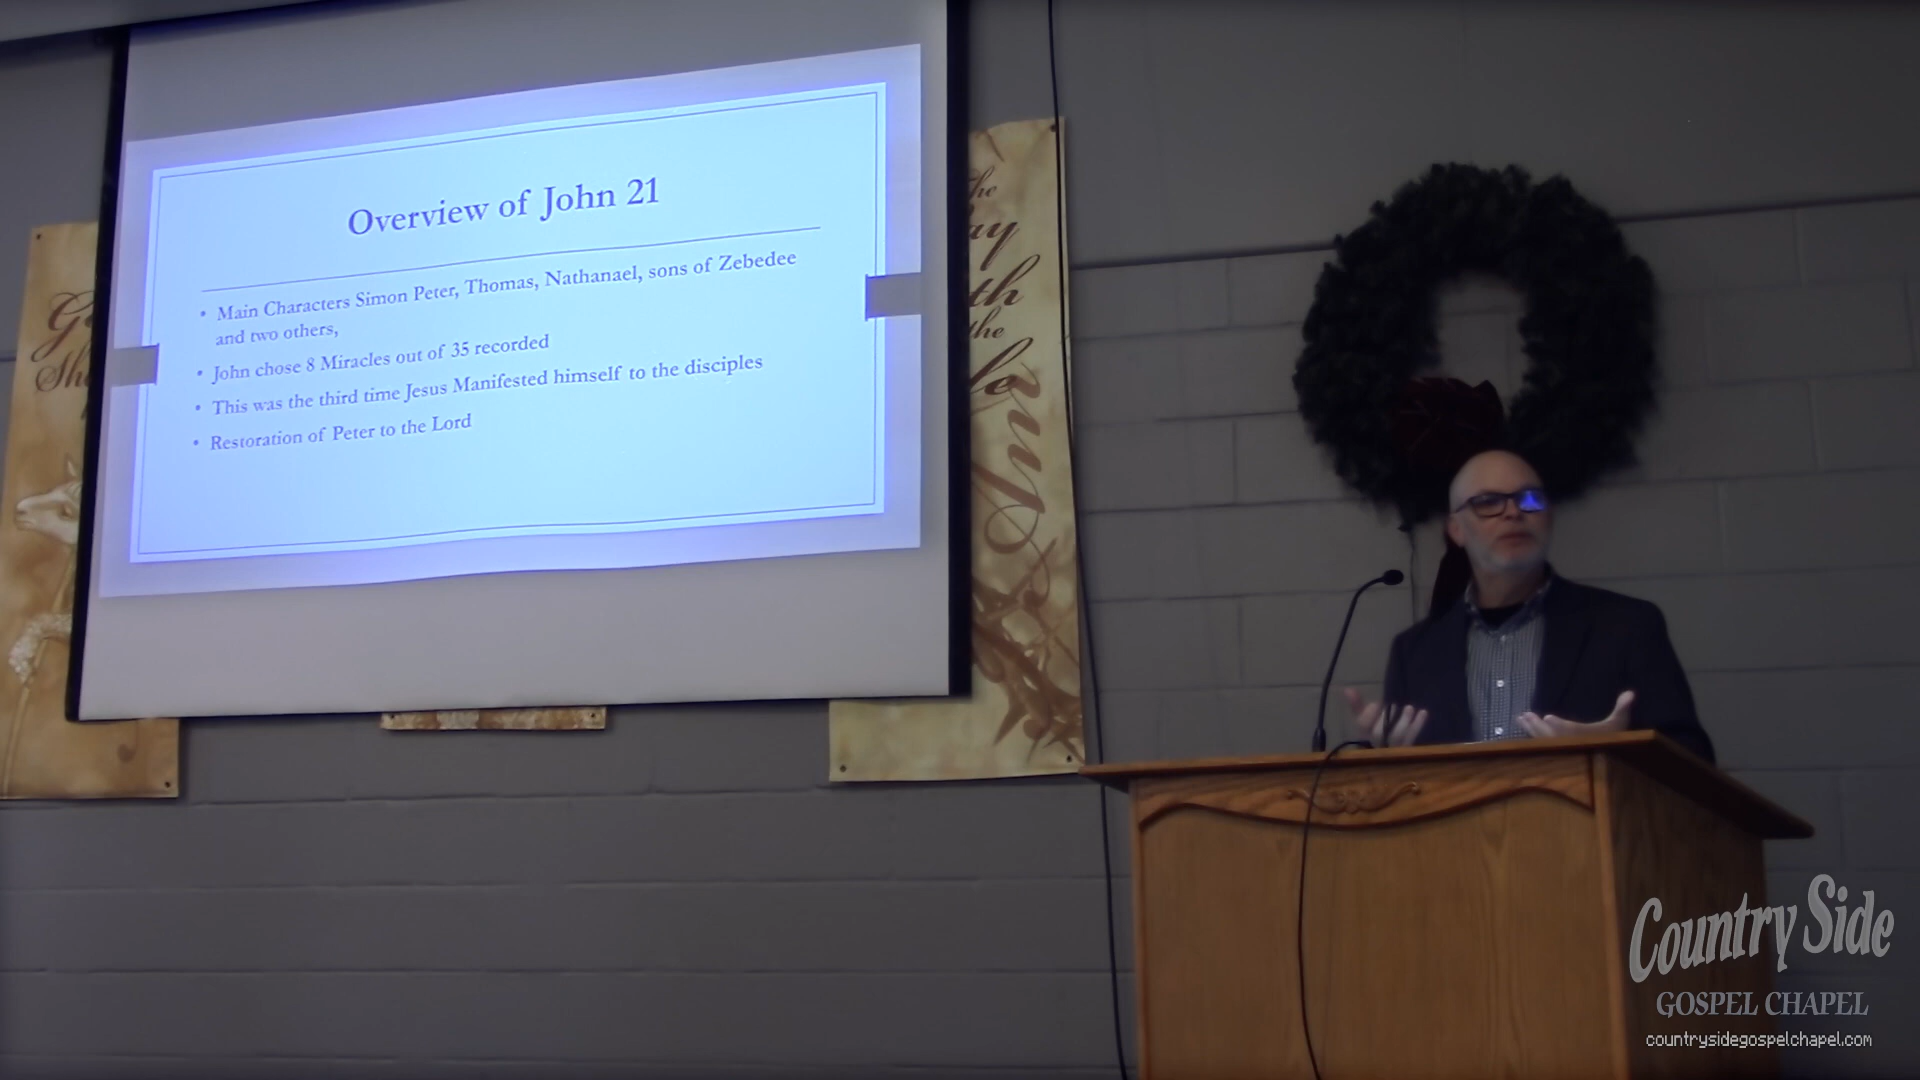 Overview of John 21
• Main Characters Simon Peter, Thomas, Nathanael, sons of Zebedee
and two others,
• John chose 8 Miracles out of 35 recorded
• This was the third time Jesus Manifested himself to the disciples
• Restoration of Peter to the Lord
the
Country Side
GOSPEL CHAPEL
countrysidegospelchapel.com